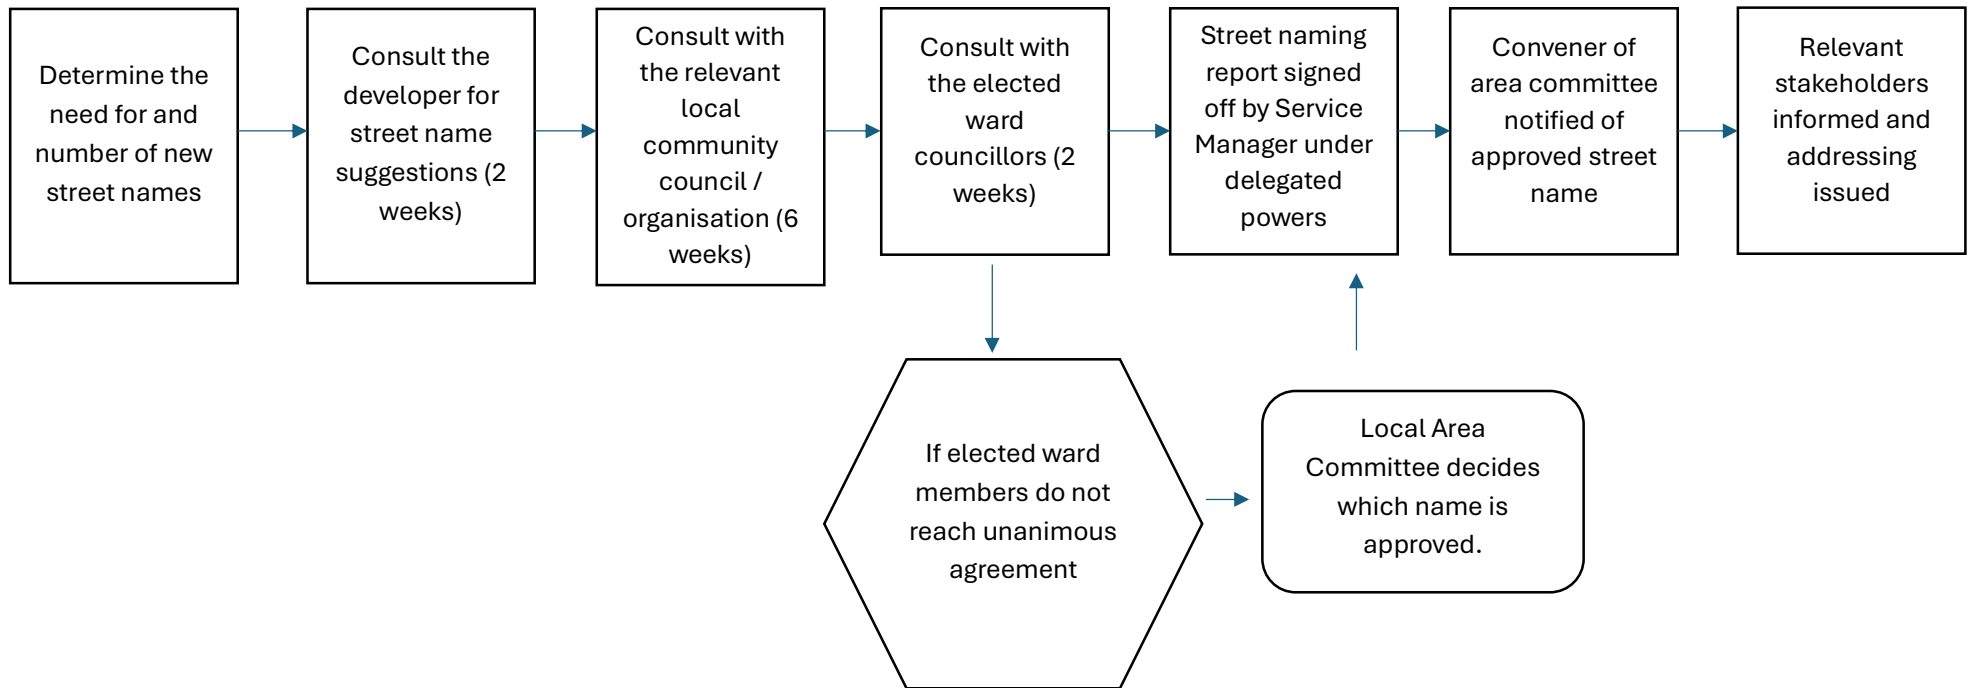 Determine the
need for and
number of new
street names
Consult the
developer for
street name
suggestions (2
weeks)
Consult with
the relevant
local
community
council /
organisation (6
weeks)
Consult with
the elected
ward
councillors (2
weeks)
Street naming
report signed
off by Service
Manager under
delegated
powers
Convener of
area committee
notified of
approved street
name
Relevant
stakeholders
informed and
addressing
issued
If elected ward
members do not
reach unanimous
agreement
Local Area
Committee decides
which name is
approved.